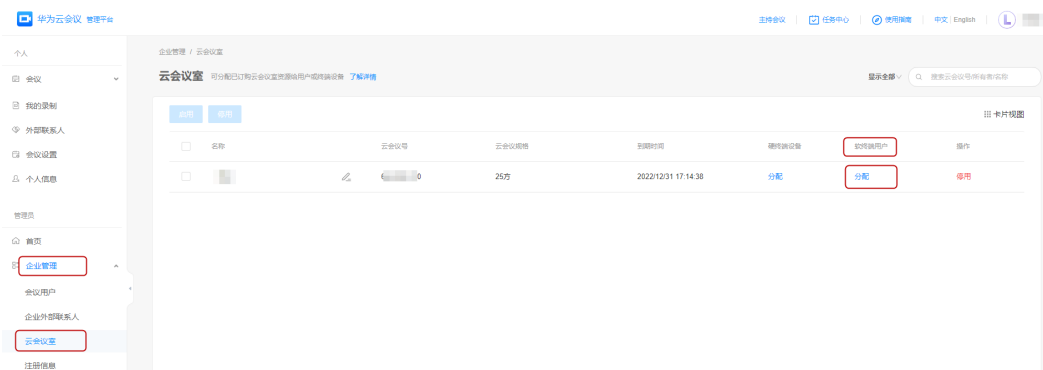 华为云会议 管理平台
主持会议 任务中心 使用指南 中文 English
个人
会议
我的录制
外部联系人
会议设置
个人信息
管理员
首页
企业管理
会议用户
企业外部联系人
云会议室
注册信息
企业管理 / 云会议室
云会议室 可分配已订购云会议室资源给用户或终端设备 了解详情
显示全部 搜索云会议号/所有者/名称
启用 停用
卡片视图
名称 云会议号 云会议规格 到期时间 硬终端设备 软终端用户 操作
25方 2022/12/31 17:14:38 分配 分配 停用